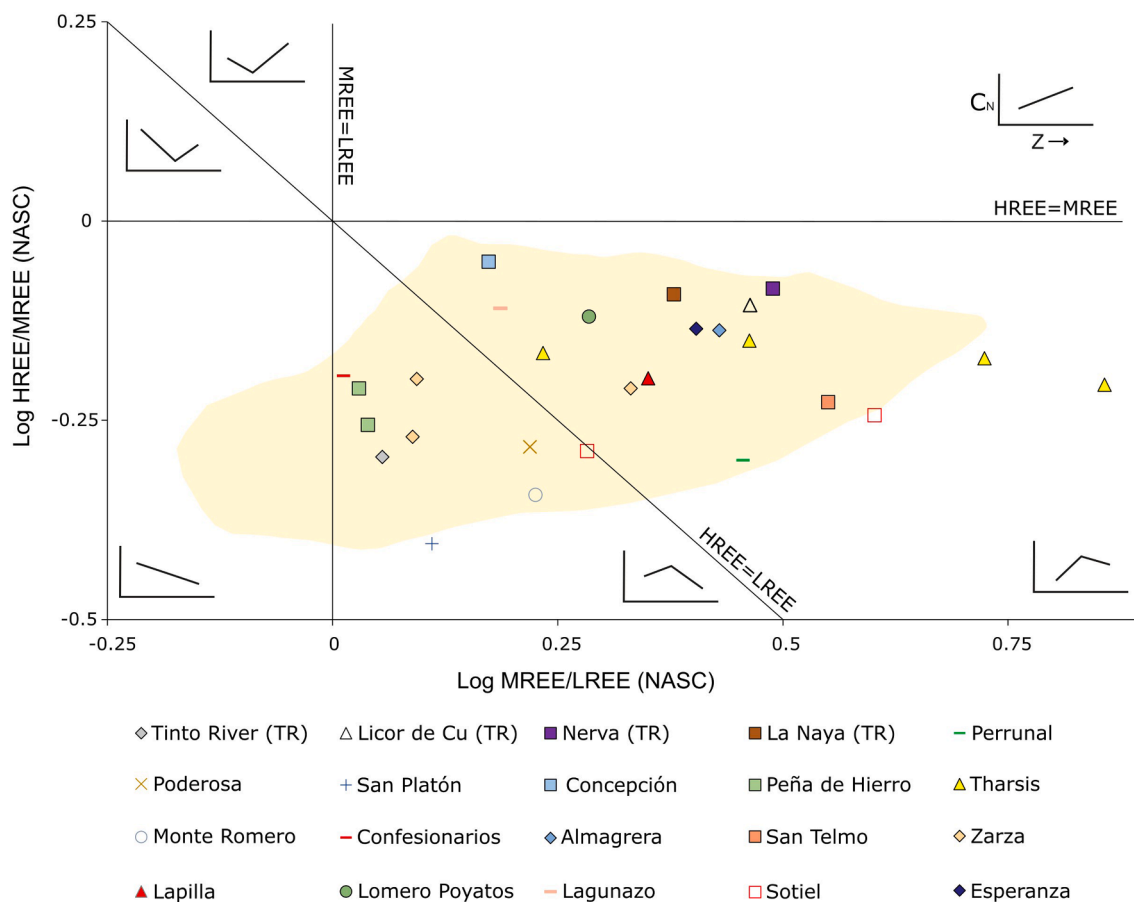 0.25
MREE=LREE
C N
Z →
Log HREE/MREE (NASC)
0
HREE=MREE
-0.25
HREE=LREE
-0.5
-0.25
0
0.25
0.5
0.75
Log MREE/LREE (NASC)
Tinto River (TR)
Licor de Cu (TR)
Nerva (TR)
La Naya (TR)
Perrunal
Poderosa
San Platón
Concepción
Peña de Hierro
Tharsis
Monte Romero
Confesionarios
Almagrera
San Telmo
Zarza
Lapilla
Lomero Poyatos
Lagunazo
Sotiel
Esperanza